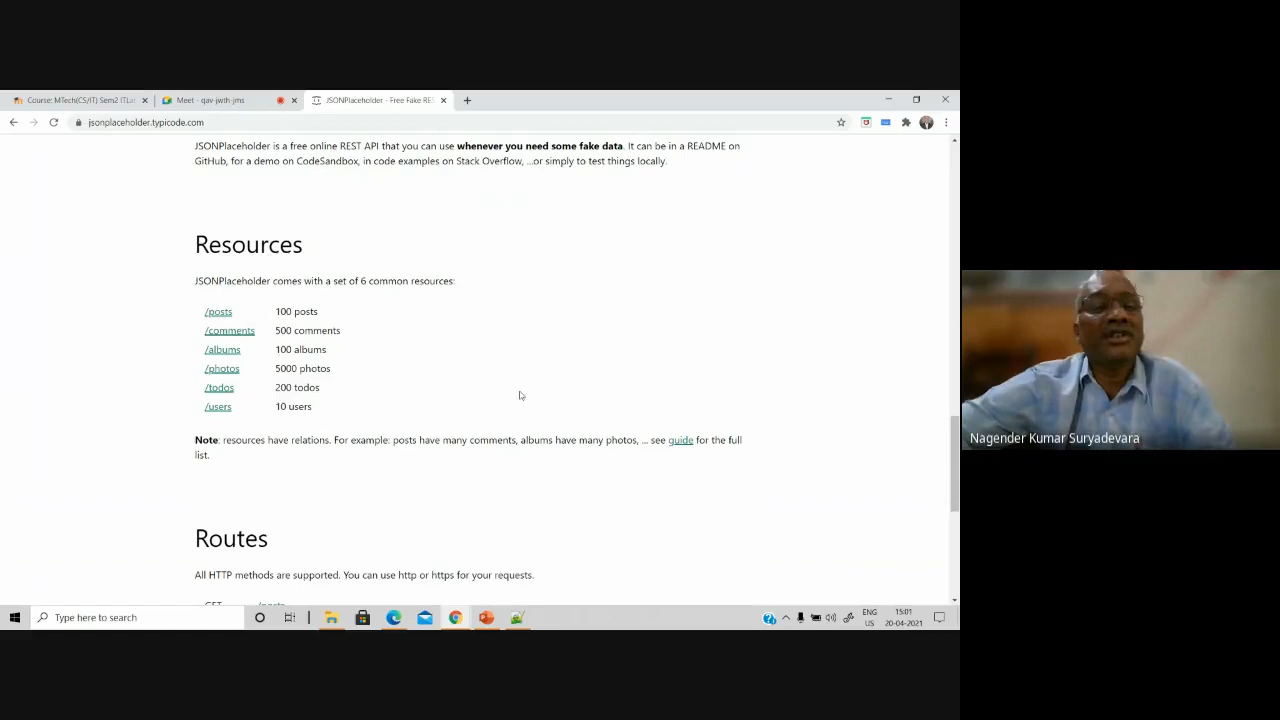 Course: MTech(CS/IT) Sem2 ITLa
Meet - qav-jwth-jms
JSONPlaceholder - Free Fake RES
jsonplaceholder.typicode.com
JSONPlaceholder is a free online REST API that you can use whenever you need some fake data. It can be in a README on
GitHub, for a demo on CodeSandbox, in code examples on Stack Overflow, ...or simply to test things locally.
Resources
JSONPlaceholder comes with a set of 6 common resources:
/posts 100 posts
/comments 500 comments
/albums 100 albums
/photos 5000 photos
/todos 200 todos
/users 10 users
Note: resources have relations. For example: posts have many comments, albums have many photos, ... see guide for the full
list.
Routes
All HTTP methods are supported. You can use http or https for your requests.
GET /posts
Nagender Kumar Suryadevara
Type here to search
ENG
US
15:01
20-04-2021